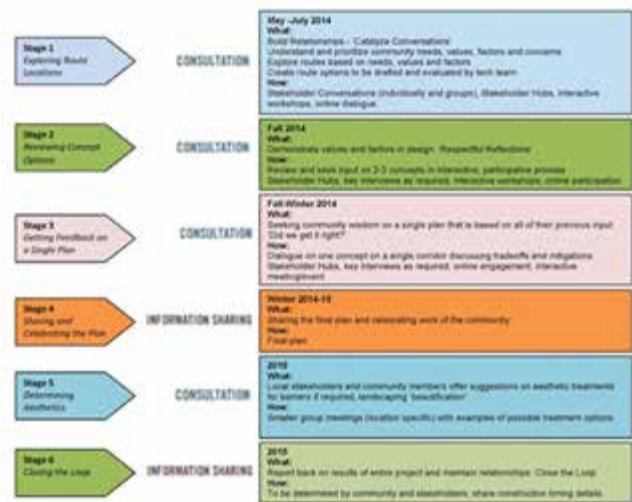 Stage 1
Exploring Route
Locations
CONSULTATION
May -July 2014
What:
Build Relationships - 'Catalyze Conversations'
Understand and prioritize community needs, values, factors and concerns
Explore routes based on needs, values and factors
Create route options to be drafted and evaluated by tech team
How:
Stakeholder Conversations (individually and groups), Stakeholder Hubs, interactive
workshops, online dialogue.
Stage 2
Reviewing Concept
Options
CONSULTATION
Fall 2014
What:
Demonstrate values and factors in design 'Respectful Reflections'
How:
Review and seek input on 2-3 concepts in interactive, participative process
Stakeholder Hubs, key interviews as required, interactive workshops, online participation
Stage 3
Getting Feedback on
a Single Plan
CONSULTATION
Fall-Winter 2014
What:
Seeking community wisdom on a single plan that is based on all of their previous input
'Did we get it right?'
How:
Dialogue on one concept on a single corridor discussing tradeoffs and mitigations
Stakeholder Hubs, key interviews as required, online engagement, interactive
meeting/event
Stage 4
Sharing and
Celebrating the Plan
INFORMATION SHARING
Winter 2014-15
What:
Sharing the final plan and celebrating work of the community
How:
Final plan
Stage 5
Determining
Aesthetics
CONSULTATION
What:
Local stakeholders and community members offer suggestions on aesthetic treatments
for barriers if required, landscaping 'beautification'
How:
Smaller group meetings (location specific) with examples of possible treatment options
Stage 6
Closing the Loop
INFORMATION SHARING
What:
Report back on results of entire project and maintain relationships. Close the Loop
How:
To be determined by community and stakeholders, share construction timing details